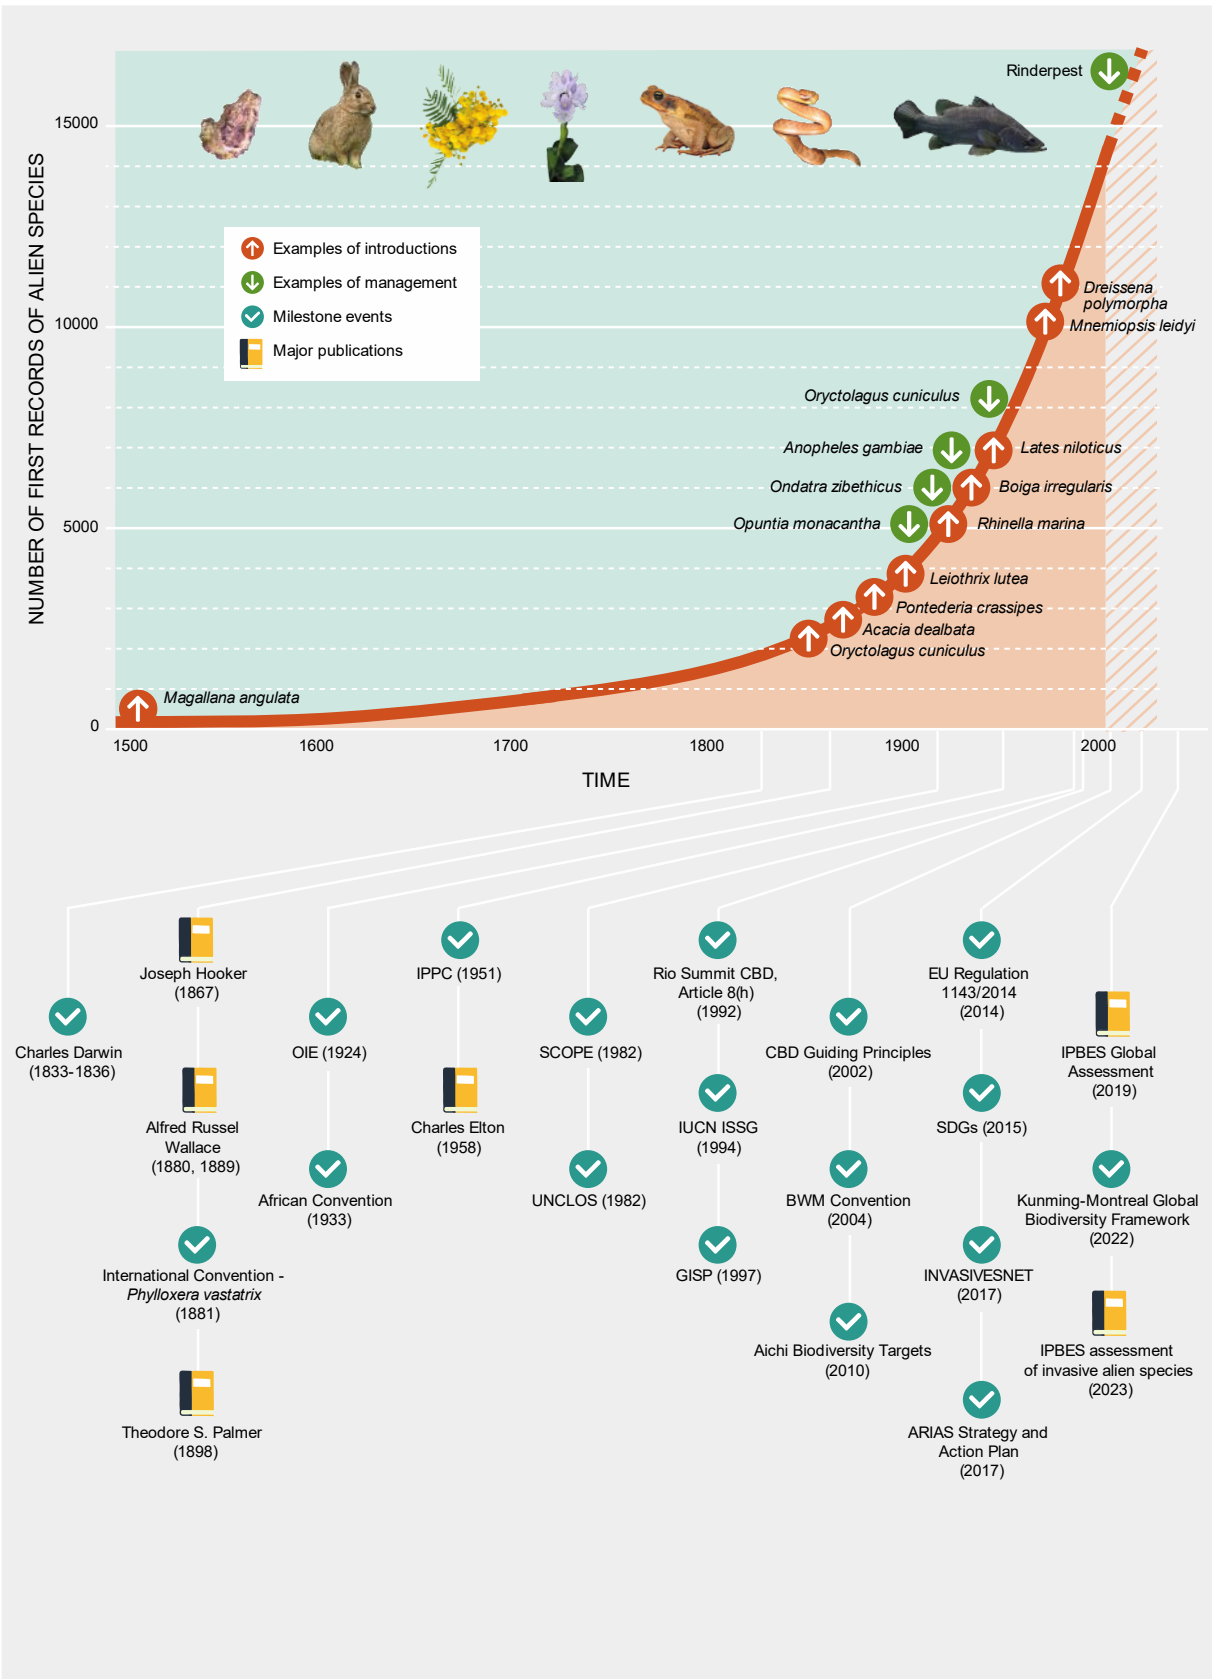 Rinderpest
15000
NUMBER OF FIRST RECORDS OF ALIEN SPECIES
Examples of introductions
Examples of management
Milestone events
Major publications
Dreissena
polymorpha
10000
Mnemiopsis leidyi
Oryctolagus cuniculus
Anopheles gambiae
Lates niloticus
Ondatra zibethicus
Boiga irregularis
5000
Opuntia monacantha
Rhinella marina
Leiothrix lutea
Pontederia crassipes
Acacia dealbata
Oryctolagus cuniculus
Magallana angulata
0
1500 1600 1700 1800 1900 2000
TIME
Charles Darwin
(1833-1836)
Joseph Hooker
(1867)
Alfred Russel
Wallace
(1880, 1889)
International Convention -
Phylloxera vastatrix
(1881)
Theodore S. Palmer
(1898)
OIE (1924)
African Convention
(1933)
IPPC (1951)
Charles Elton
(1958)
SCOPE (1982)
UNCLOS (1982)
Rio Summit CBD,
Article 8(h)
(1992)
IUCN ISSG
(1994)
GISP (1997)
CBD Guiding Principles
(2002)
BWM Convention
(2004)
Aichi Biodiversity Targets
(2010)
EU Regulation
1143/2014
(2014)
SDGs (2015)
INVASIVESNET
(2017)
ARIAS Strategy and
Action Plan
(2017)
IPBES Global
Assessment
(2019)
Kunming-Montreal Global
Biodiversity Framework
(2022)
IPBES assessment
of invasive alien species
(2023)